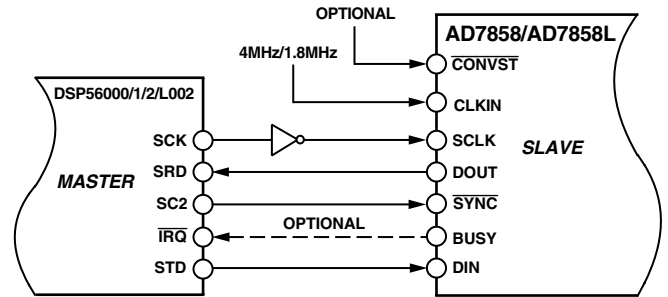 OPTIONAL
AD7858/AD7858L
4MHz/1.8MHz
CONVST
DSP56000/1/2/L002
CLKIN
SCK
SCLK
SLAVE
SRD
DOUT
MASTER
SC2
SYNC
OPTIONAL
IRQ
BUSY
STD
DIN